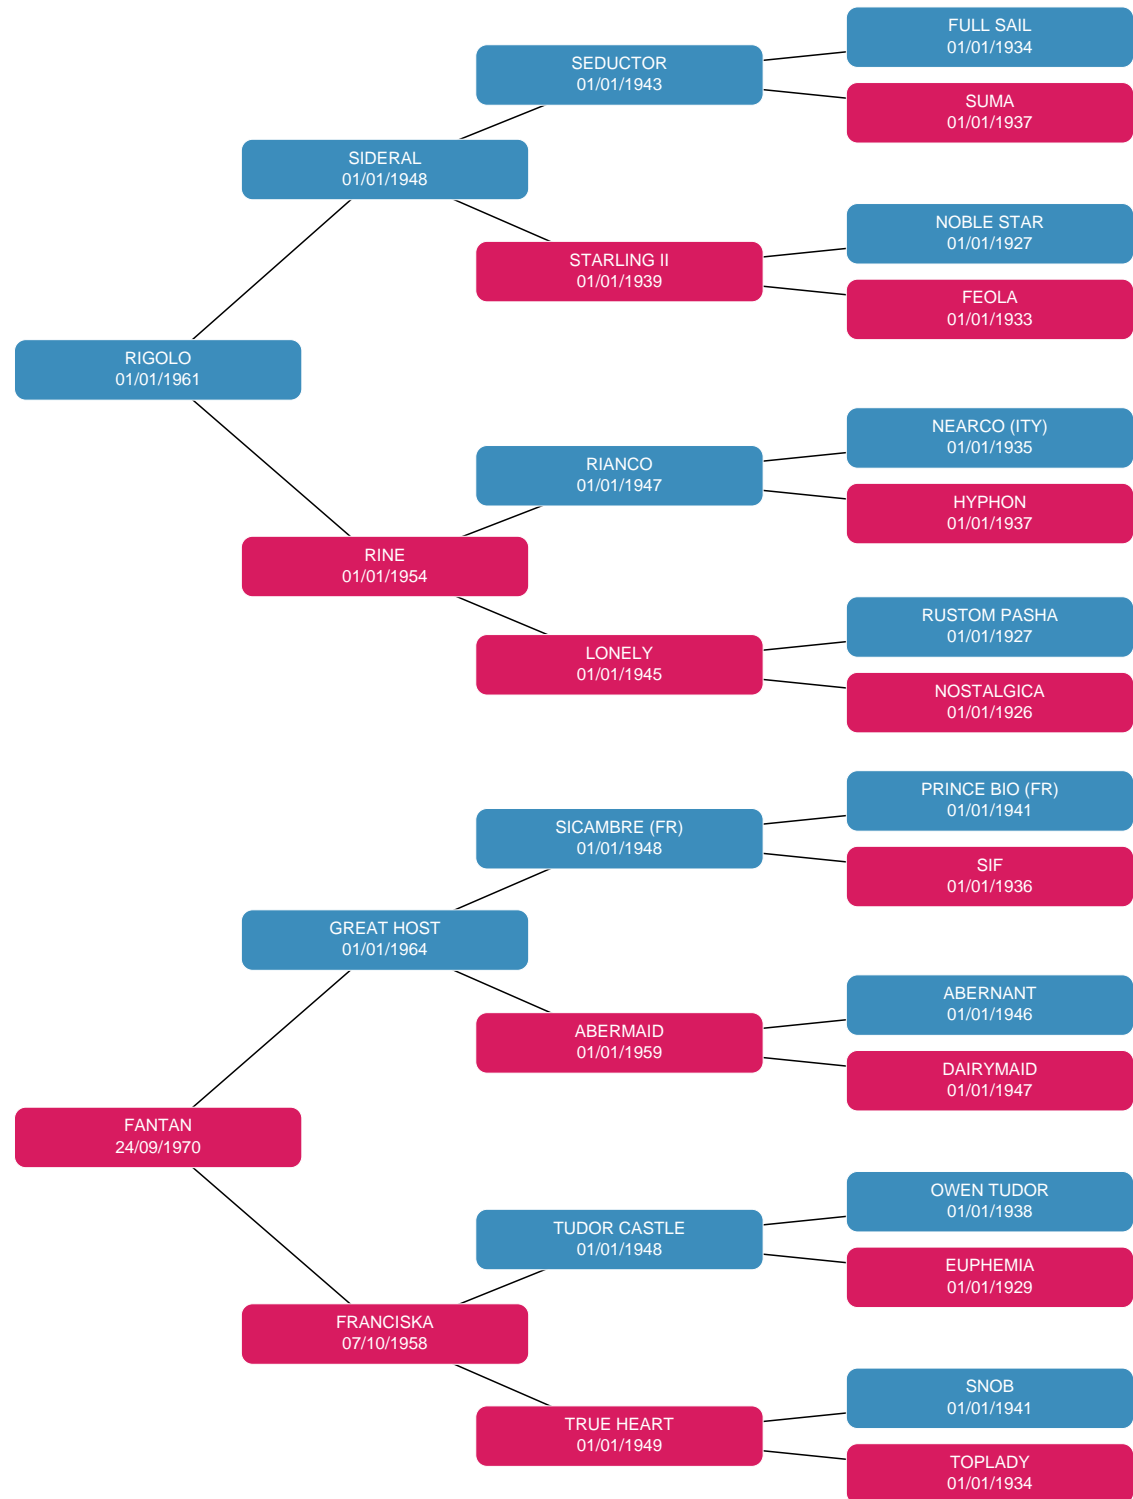 FULL SAIL
01/01/1934
SEDUCTOR
01/01/1943
SUMA
01/01/1937
SIDERAL
01/01/1948
NOBLE STAR
01/01/1927
STARLING II
01/01/1939
FEOLA
01/01/1933
RIGOLO
01/01/1961
NEARCO (ITY)
01/01/1935
RIANCO
01/01/1947
HYPHON
01/01/1937
RINE
01/01/1954
RUSTOM PASHA
01/01/1927
LONELY
01/01/1945
NOSTALGICA
01/01/1926
PRINCE BIO (FR)
01/01/1941
SICAMBRE (FR)
01/01/1948
SIF
01/01/1936
GREAT HOST
01/01/1964
ABERNANT
01/01/1946
ABERMAID
01/01/1959
DAIRYMAID
01/01/1947
FANTAN
24/09/1970
OWEN TUDOR
01/01/1938
TUDOR CASTLE
01/01/1948
EUPHEMIA
01/01/1929
FRANCISKA
07/10/1958
SNOB
01/01/1941
TRUE HEART
01/01/1949
TOPLADY
01/01/1934